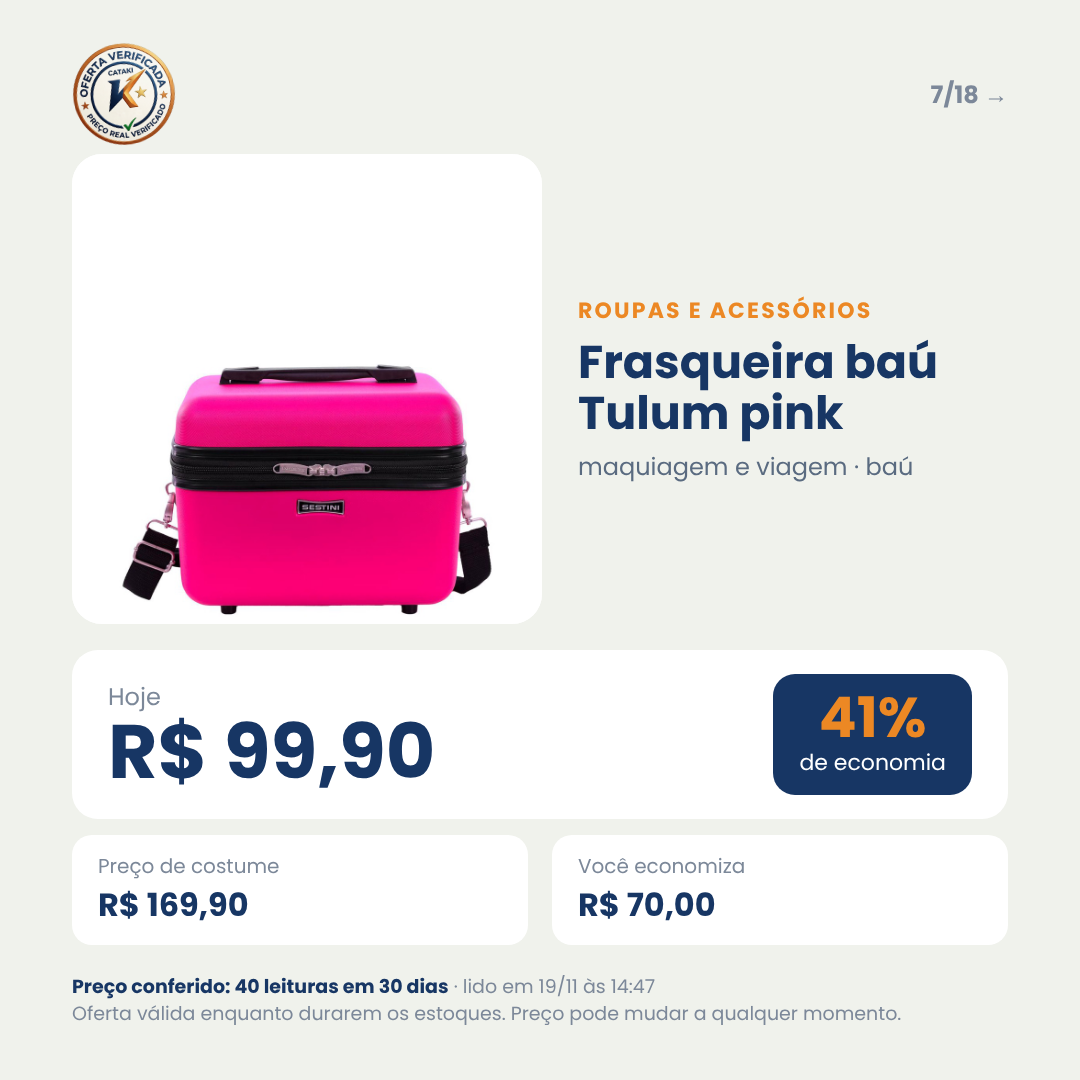 OFERTA VERIFICADA
CATAKI
K
PREÇO REAL VERIFICADO
7/18 →
ROUPAS E ACESSÓRIOS
Frasqueira baú
Tulum pink
maquiagem e viagem · baú
SESTINI
Hoje
R$ 99,90
41%
de economia
Preço de costume
R$ 169,90
Você economiza
R$ 70,00
Preço conferido: 40 leituras em 30 dias · lido em 19/11 às 14:47
Oferta válida enquanto durarem os estoques. Preço pode mudar a qualquer momento.